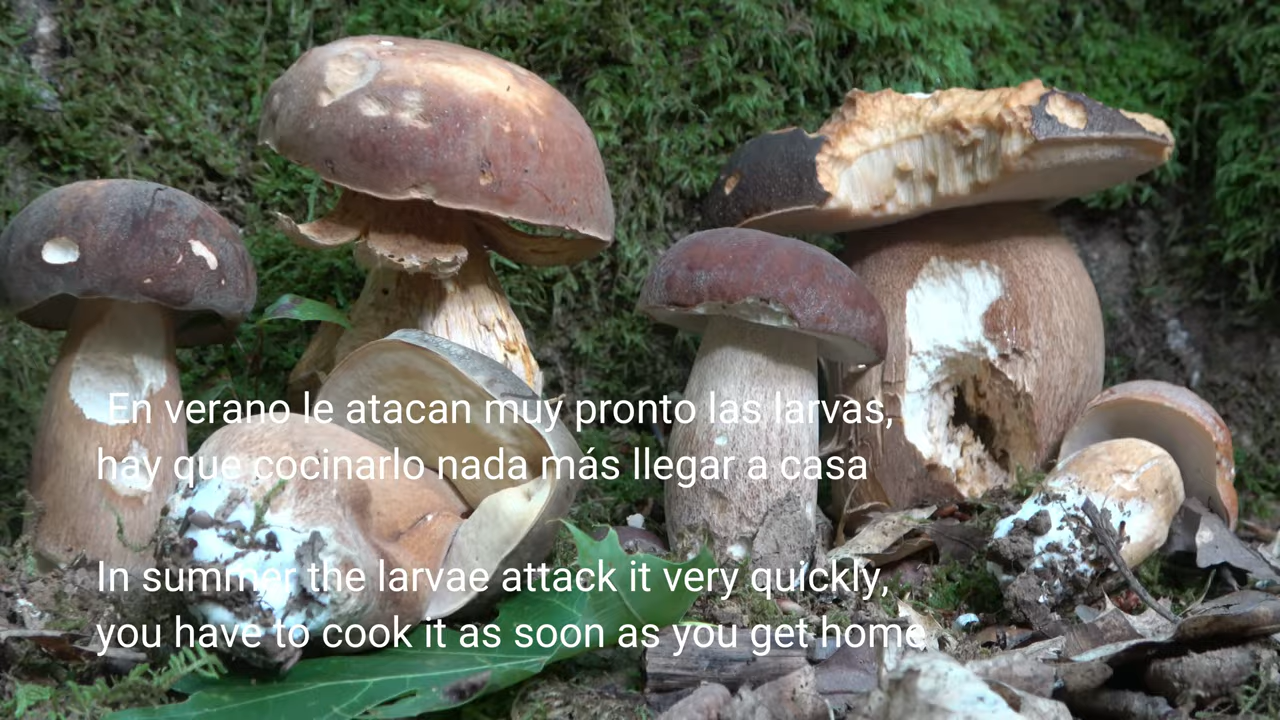 En verano le atacan muy pronto las larvas,
hay que cocinarlo nada más llegar a casa
In summer the larvae attack it very quickly,
you have to cook it as soon as you get home